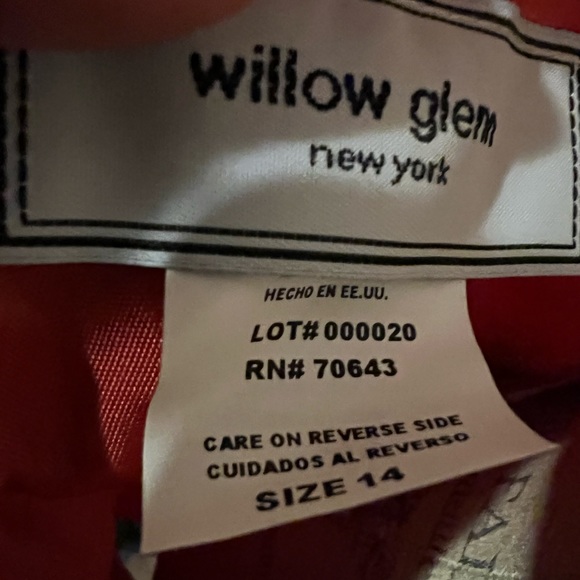 willow glenn
new york
HECHO EN EE.UU.
LOT# 000020
RN# 70643
CARE ON REVERSE SIDE
CUIDADOS AL REVERSO
SIZE 14